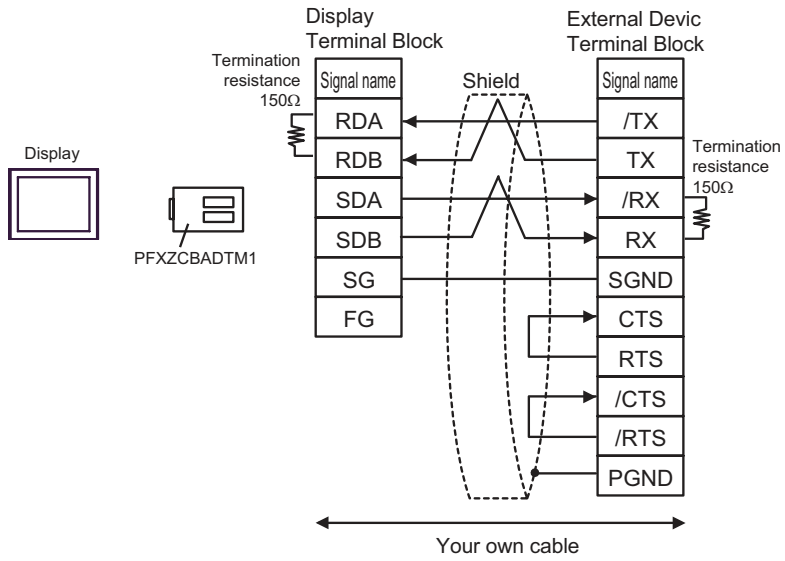 Display
Terminal Block
External Devic
Terminal Block
Termination
resistance
150Ω
Signal name
Shield
Signal name
RDA
/TX
RDB
TX
Termination
resistance
150Ω
Display
SDA
/RX
SDB
RX
PFXZCBADTM1
SG
SGND
FG
CTS
RTS
/CTS
/RTS
PGND
Your own cable